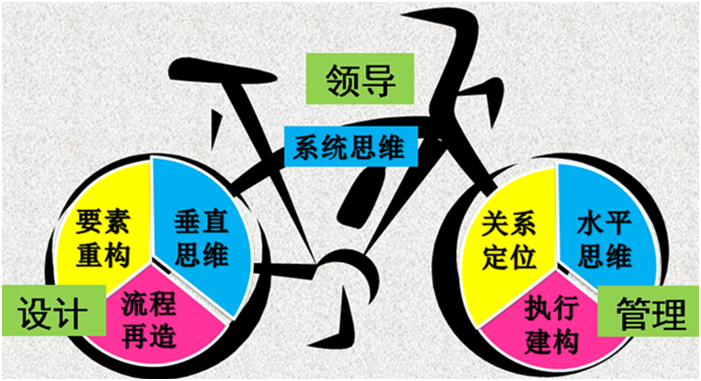 领导
系统思维
要素
重构
垂直
思维
流程
再造
设计
关系
定位
水平
思维
执行
建构
管理